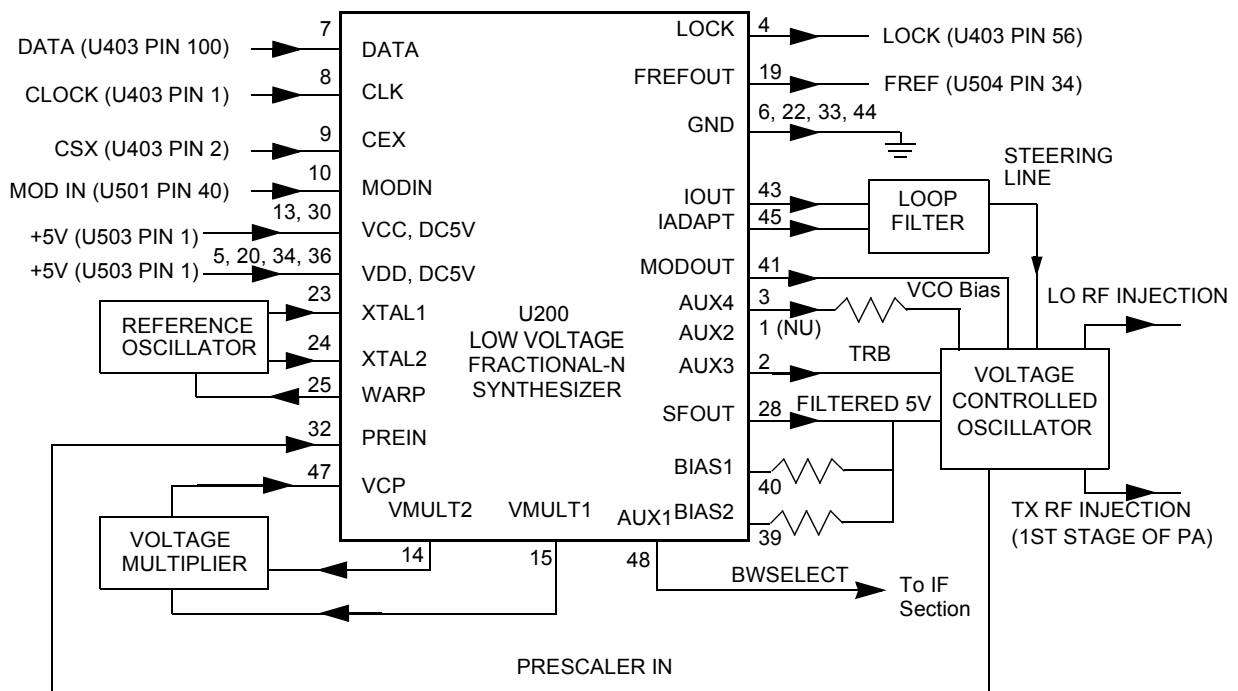 DATA (U403 PIN 100)
7
DATA
CLOCK (U403 PIN 1)
8
CLK
CSX (U403 PIN 2)
9
CEX
MOD IN (U501 PIN 40)
10
MODIN
+5V (U503 PIN 1)
13, 30
VCC, DC5V
+5V (U503 PIN 1)
5, 20, 34, 36
VDD, DC5V
REFERENCE
OSCILLATOR
23
XTAL1
24
XTAL2
25
WARP
32
PREIN
47
VCP
VOLTAGE
MULTIPLIER
VMULT2
14
VMULT1
15
U200
LOW VOLTAGE
FRACTIONAL-N
SYNTHESIZER
LOCK
4
LOCK (U403 PIN 56)
FREFOUT
19
FREF (U504 PIN 34)
GND
6, 22, 33, 44
IOUT
43
IADAPT
45
LOOP
FILTER
STEERING
LINE
MODOUT
41
AUX4
3
VCO Bias
AUX2
1 (NU)
AUX3
2
TRB
SFOUT
28
FILTERED 5V
BIAS1
40
BIAS2
39
AUX1
48
BWSELECT
To IF
Section
VOLTAGE
CONTROLLED
OSCILLATOR
LO RF INJECTION
TX RF INJECTION
(1ST STAGE OF PA)
PRESCALER IN